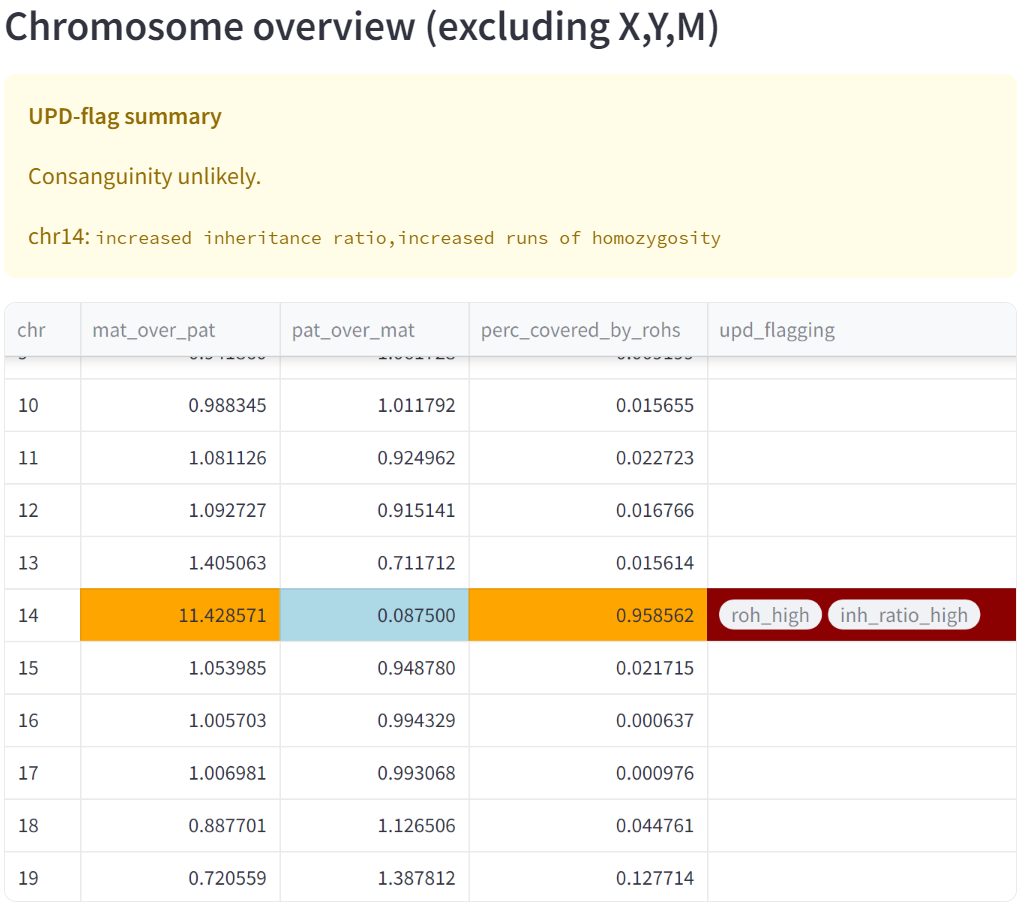 Chromosome overview (excluding X,Y,M)
UPD-flag summary
Consanguinity unlikely.
chr14: increased inheritance ratio,increased runs of homozygosity
chr mat_over_pat pat_over_mat perc_covered_by_rohs upd_flagging
10 0.988345 1.011792 0.015655
11 1.081126 0.924962 0.022723
12 1.092727 0.915141 0.016766
13 1.405063 0.711712 0.015614
14 11.428571 0.087500 0.958562 roh_high inh_ratio_high
15 1.053985 0.948780 0.021715
16 1.005703 0.994329 0.000637
17 1.006981 0.993068 0.000976
18 0.887701 1.126506 0.044761
19 0.720559 1.387812 0.127714